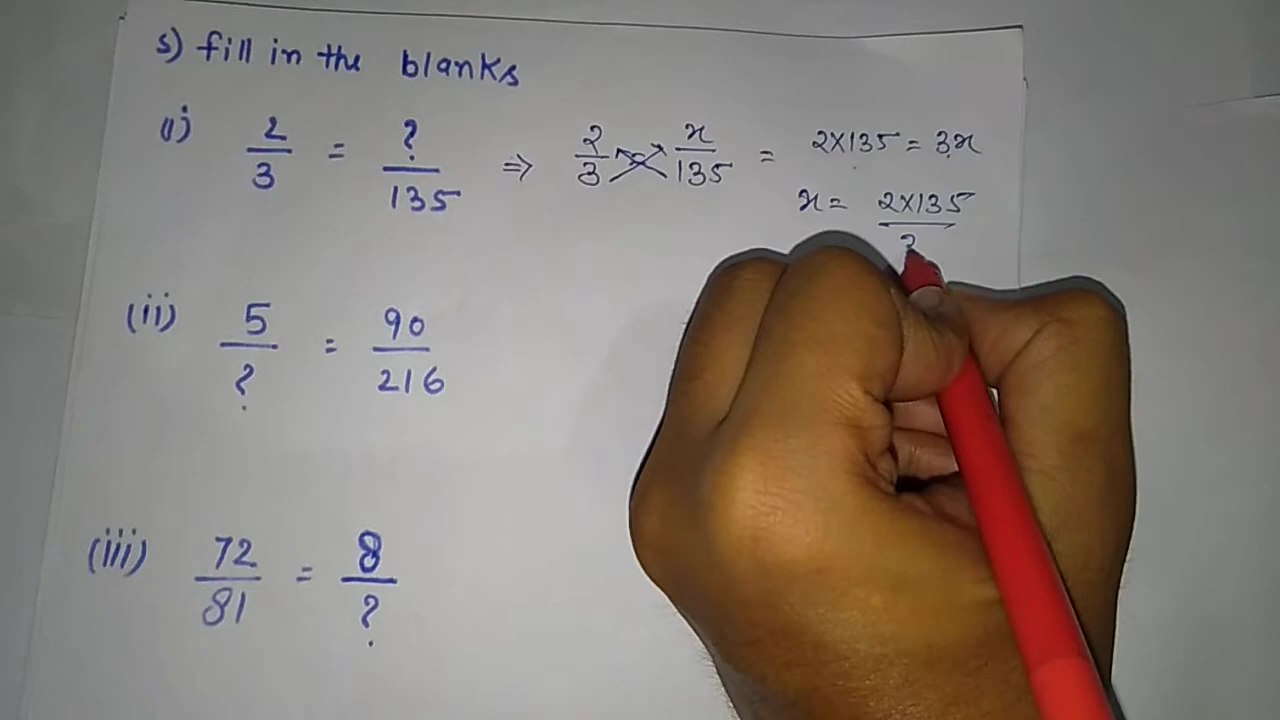 s) fill in the blanks
(i) 2/3 = ?/135 ⇒ 2/3 x/135 = 2×135 = 3x
x = 2×135/3
(ii) 5/? = 90/216
(iii) 72/81 = 8/?